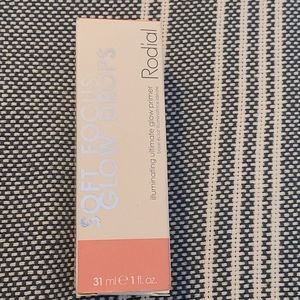 SOFT FOCUS
GLOW DROPS
Rodial
illuminating ultimate glow primer
31 ml ℮ 1 fl. oz.